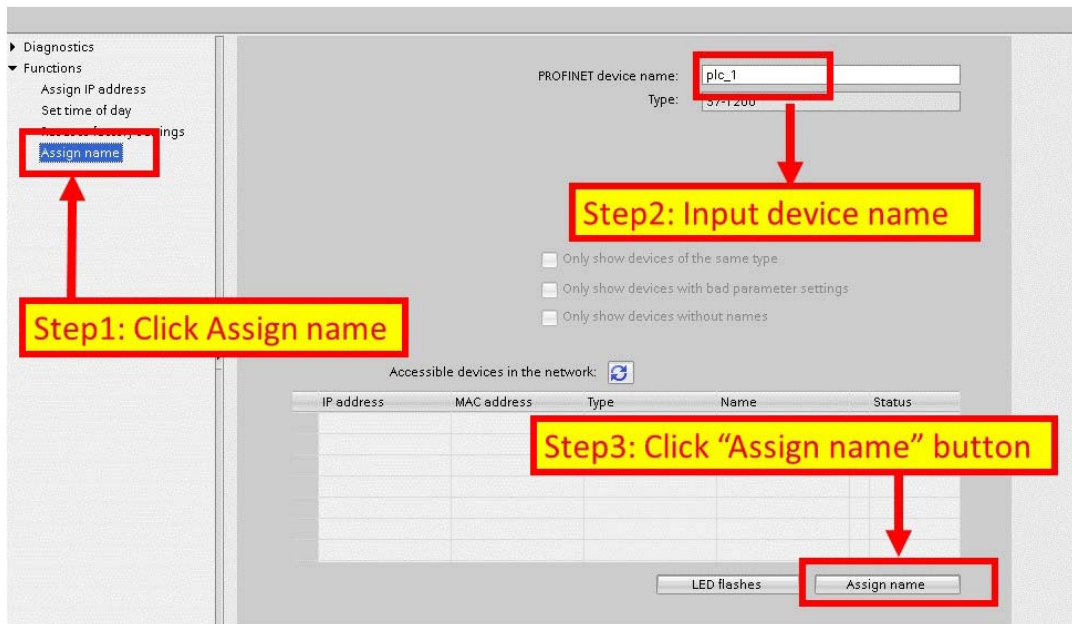 Diagnostics
Functions
Assign IP address
Set time of day
Assign name
PROFINET device name: plc_1
Type: S7-1200
Step2: Input device name
Only show devices of the same type
Only show devices with bad parameter settings
Only show devices without names
Step1: Click Assign name
Accessible devices in the network:
IP address MAC address Type Name Status
Step3: Click “Assign name” button
LED flashes Assign name